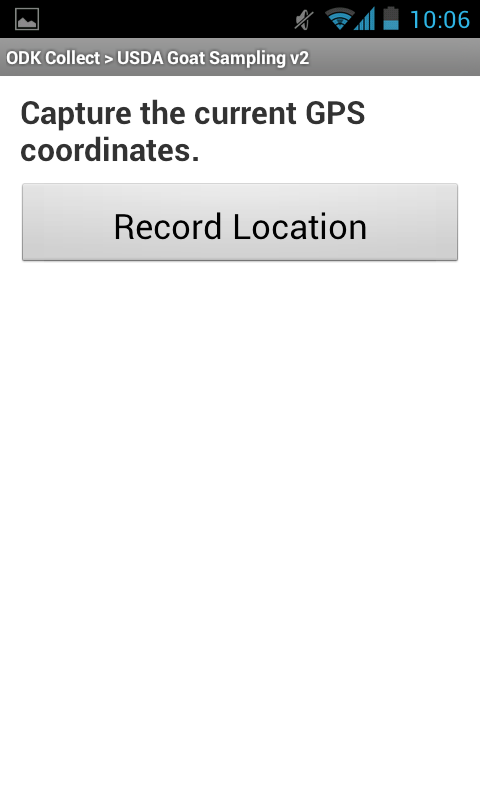 10:06
ODK Collect > USDA Goat Sampling v2
Capture the current GPS
coordinates.
Record Location